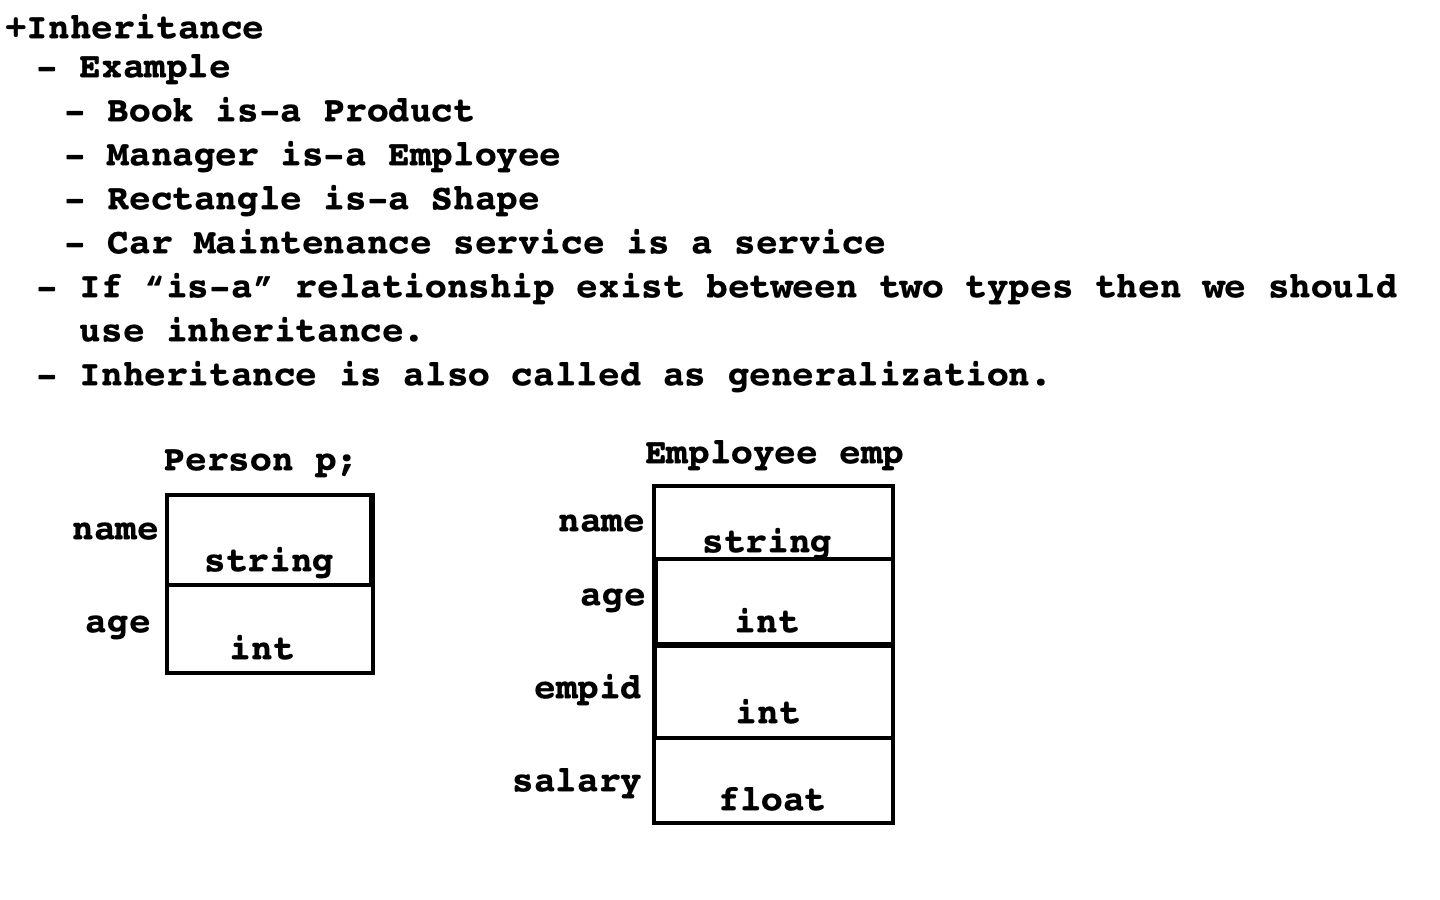 +Inheritance
- Example
- Book is-a Product
- Manager is-a Employee
- Rectangle is-a Shape
- Car Maintenance service is a service
- If “is-a” relationship exist between two types then we should
use inheritance.
- Inheritance is also called as generalization.
Person p;
name
string
age
int
Employee emp
name
string
age
int
empid
int
salary
float